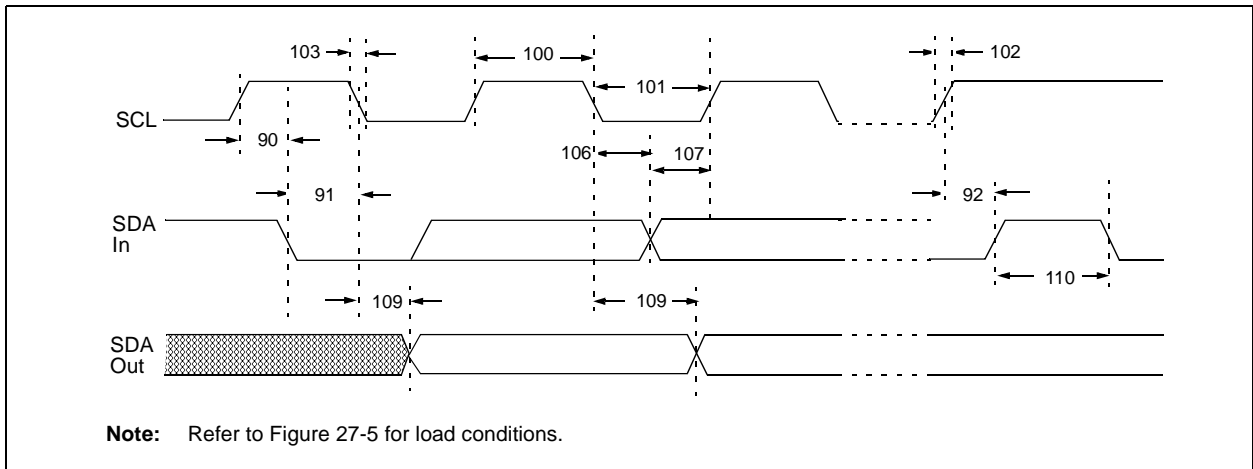 103
100
102
101
SCL
90
106
107
91
92
SDA
In
109
109
110
SDA
Out
Note: Refer to Figure 27-5 for load conditions.